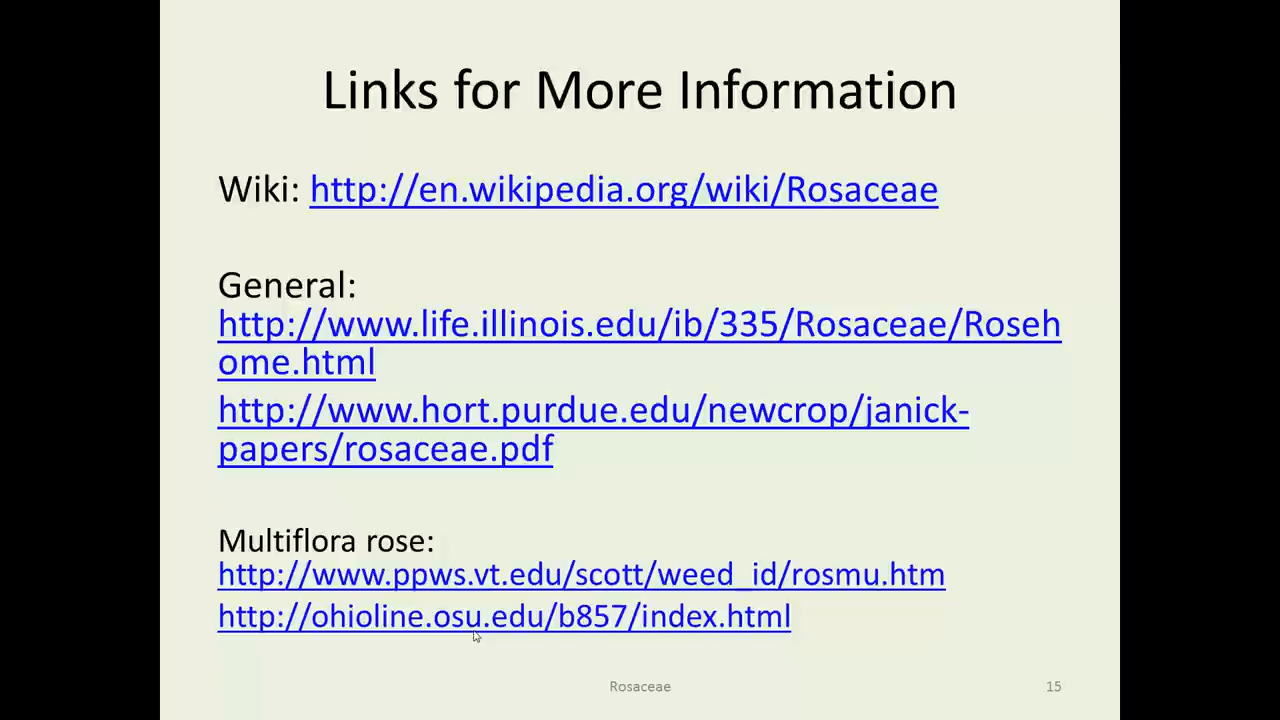 Links for More Information
Wiki: http://en.wikipedia.org/wiki/Rosaceae
General:
http://www.life.illinois.edu/ib/335/Rosaceae/Roseh
ome.html
http://www.hort.purdue.edu/newcrop/janick-
papers/rosaceae.pdf
Multiflora rose:
http://www.ppws.vt.edu/scott/weed_id/rosmu.htm
http://ohioline.osu.edu/b857/index.html
Rosaceae
15